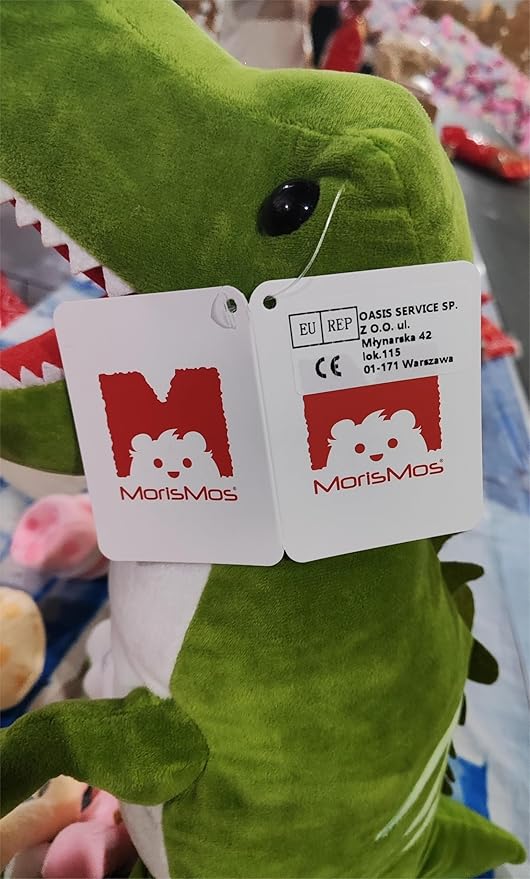 MorisMos®
EU REP
OASIS SERVICE SP.
Z O.O. ul.
Młynarska 42
lok.115
01-171 Warszawa
CE
MorisMos®